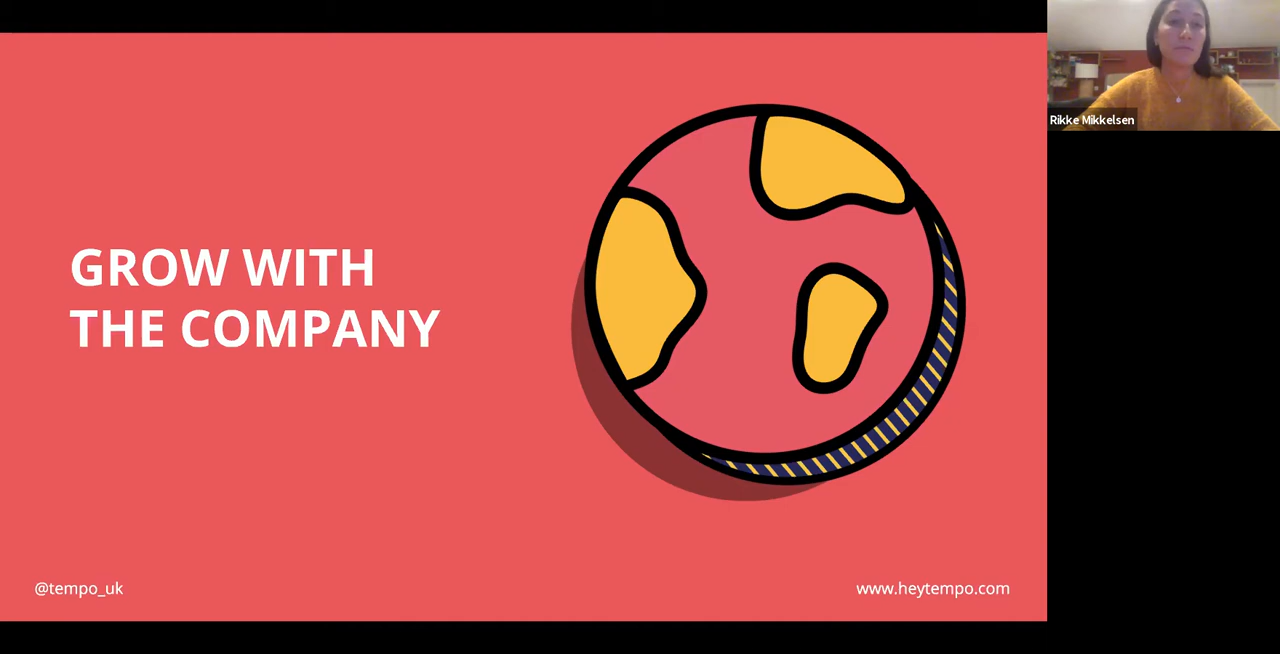 GROW WITH
THE COMPANY
@tempo_uk
www.heytempo.com
Rikke Mikkelsen